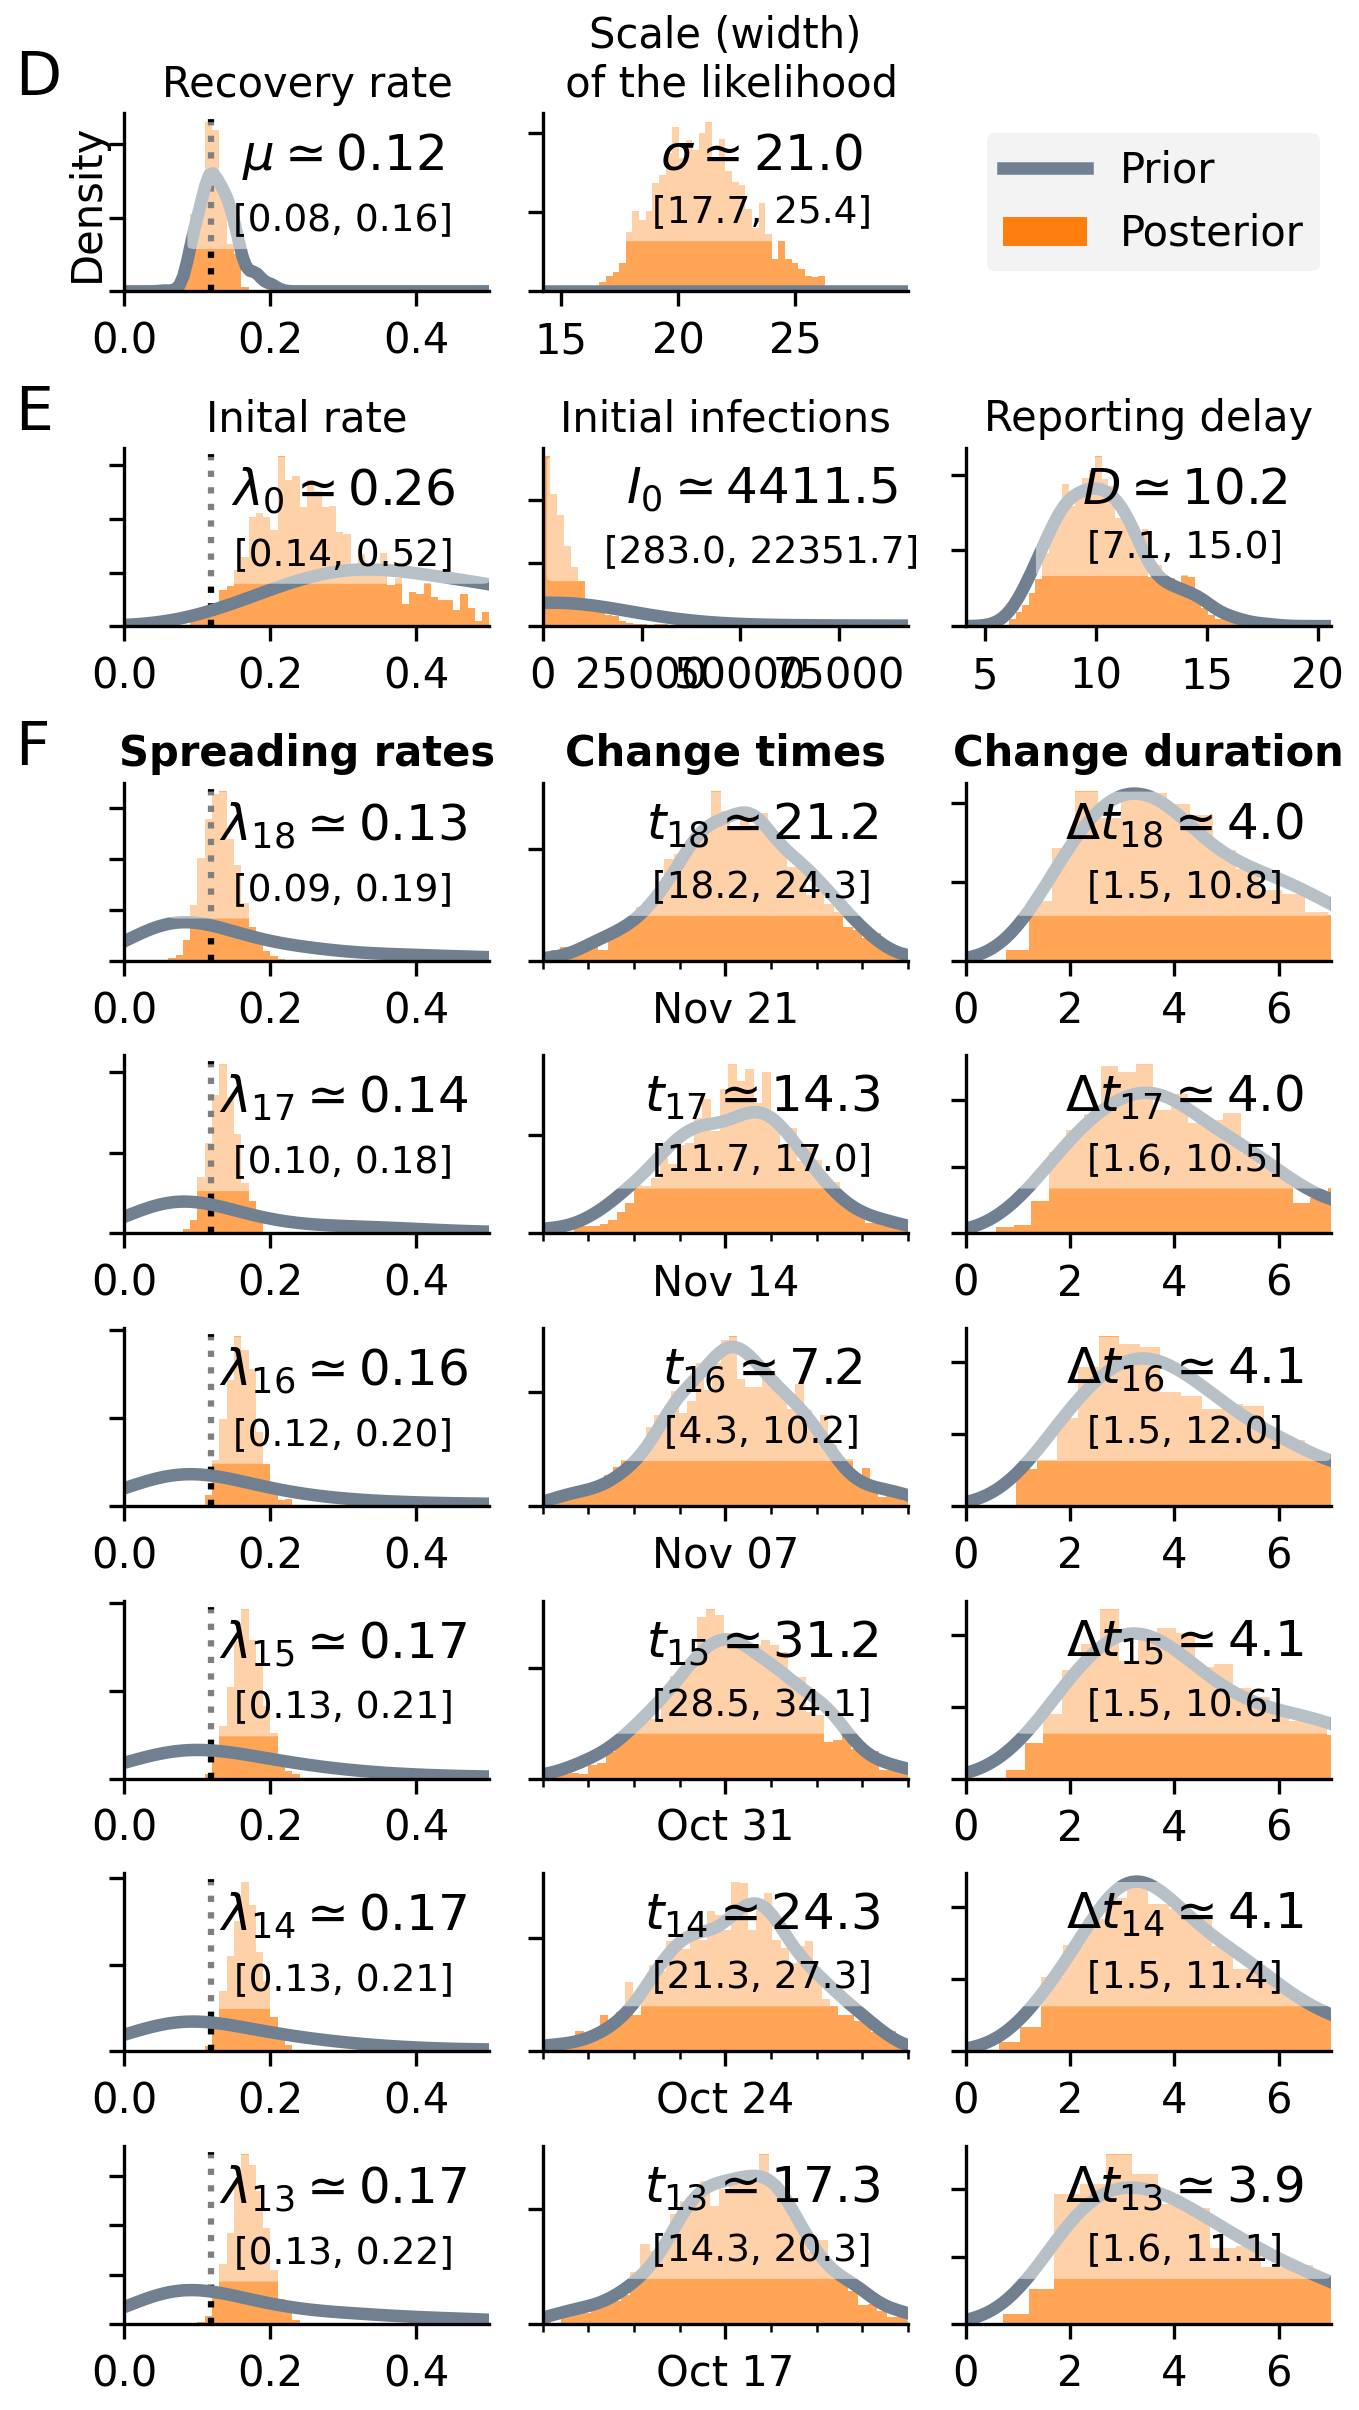 D
Recovery rate
Scale (width)
of the likelihood
Density
μ ≃ 0.12
[0.08, 0.16]
0.0 0.2 0.4
σ ≃ 21.0
[17.7, 25.4]
15 20 25
Prior
Posterior
E
Inital rate
λ0 ≃ 0.26
[0.14, 0.52]
0.0 0.2 0.4
Initial infections
I0 ≃ 4411.5
[283.0, 22351.7]
0 25000 50000 75000
Reporting delay
D ≃ 10.2
[7.1, 15.0]
5 10 15 20
F
Spreading rates
Change times
Change duration
λ18 ≃ 0.13
[0.09, 0.19]
0.0 0.2 0.4
t18 ≃ 21.2
[18.2, 24.3]
Nov 21
Δt18 ≃ 4.0
[1.5, 10.8]
0 2 4 6
λ17 ≃ 0.14
[0.10, 0.18]
0.0 0.2 0.4
t17 ≃ 14.3
[11.7, 17.0]
Nov 14
Δt17 ≃ 4.0
[1.6, 10.5]
0 2 4 6
λ16 ≃ 0.16
[0.12, 0.20]
0.0 0.2 0.4
t16 ≃ 7.2
[4.3, 10.2]
Nov 07
Δt16 ≃ 4.1
[1.5, 12.0]
0 2 4 6
λ15 ≃ 0.17
[0.13, 0.21]
0.0 0.2 0.4
t15 ≃ 31.2
[28.5, 34.1]
Oct 31
Δt15 ≃ 4.1
[1.5, 10.6]
0 2 4 6
λ14 ≃ 0.17
[0.13, 0.21]
0.0 0.2 0.4
t14 ≃ 24.3
[21.3, 27.3]
Oct 24
Δt14 ≃ 4.1
[1.5, 11.4]
0 2 4 6
λ13 ≃ 0.17
[0.13, 0.22]
0.0 0.2 0.4
t13 ≃ 17.3
[14.3, 20.3]
Oct 17
Δt13 ≃ 3.9
[1.6, 11.1]
0 2 4 6